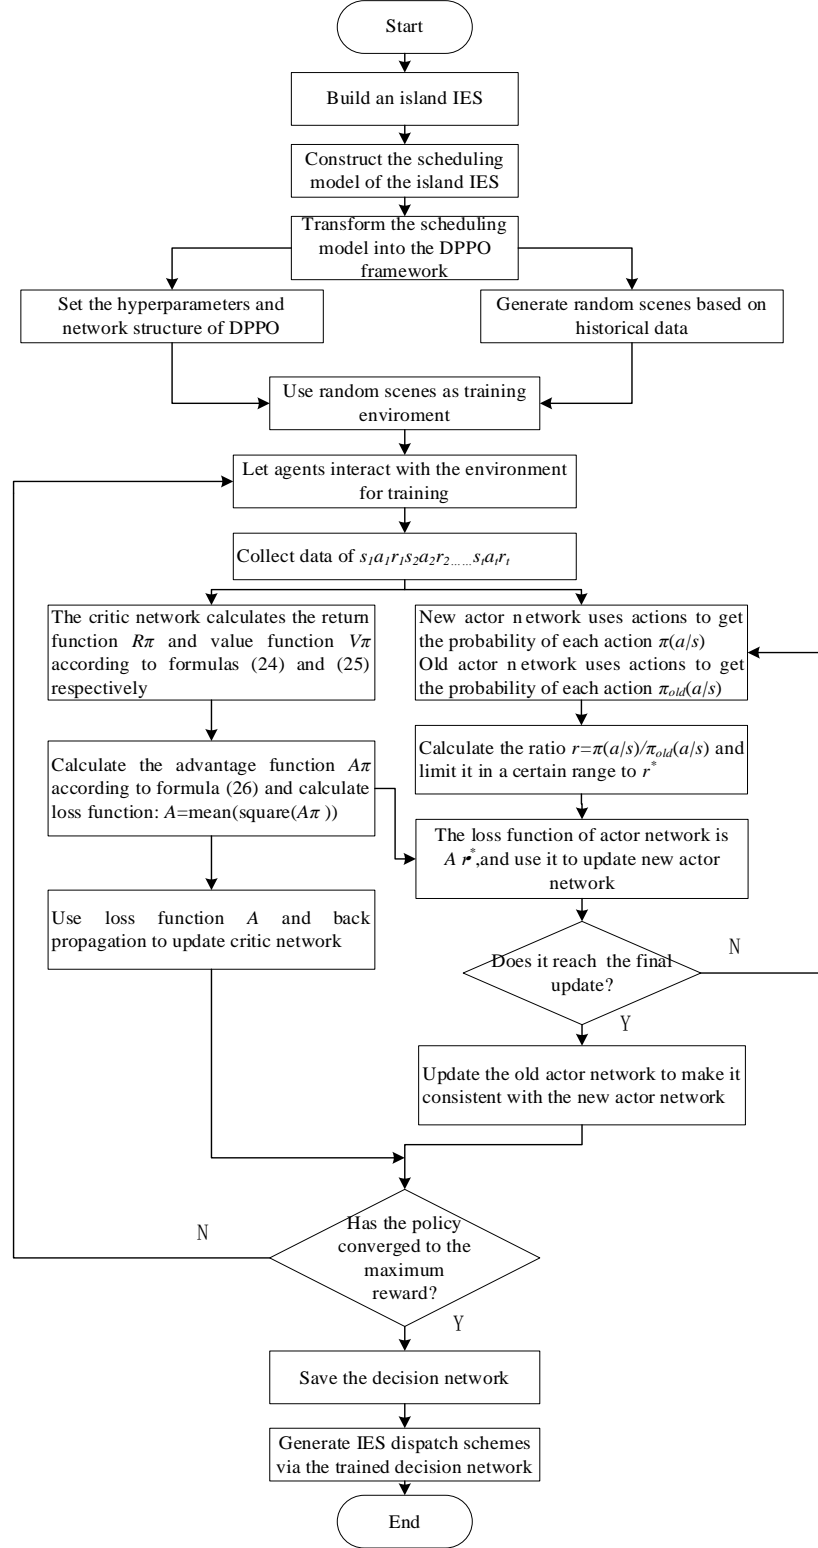 Start
Build an island IES
Construct the scheduling
model of the island IES
Transform the scheduling
model into the DPPO
framework
Set the hyperparameters and
network structure of DPPO
Generate random scenes based on
historical data
Use random scenes as training
enviroment
Let agents interact with the environment
for training
Collect data of s1a1r1s2a2r2......statrt
The critic network calculates the return
function Rπ and value function Vπ
according to formulas (24) and (25)
respectively
New actor network uses actions to get
the probability of each action π(a/s)
Old actor network uses actions to get
the probability of each action πold(a/s)
Calculate the advantage function Aπ
according to formula (26) and calculate
loss function: A=mean(square(Aπ ))
Calculate the ratio r=π(a/s)/πold(a/s) and
limit it in a certain range to r*
The loss function of actor network is
A r*,and use it to update new actor
network
Use loss function A and back
propagation to update critic network
Does it reach the final
update?
N
Y
Update the old actor network to make it
consistent with the new actor network
Has the policy
converged to the
maximum
reward?
N
Y
Save the decision network
Generate IES dispatch schemes
via the trained decision network
End